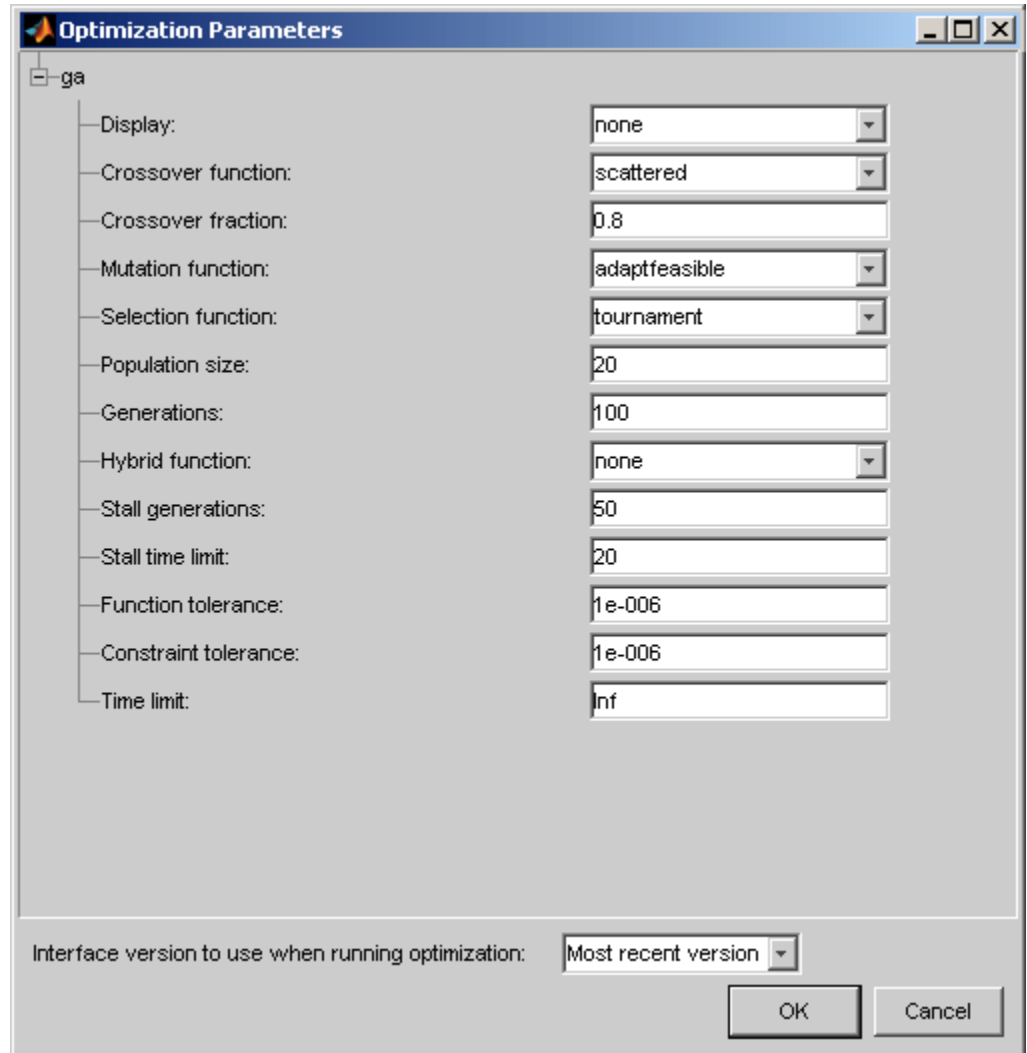 Optimization Parameters
ga
Display: none
Crossover function: scattered
Crossover fraction: 0.8
Mutation function: adaptfeasible
Selection function: tournament
Population size: 20
Generations: 100
Hybrid function: none
Stall generations: 50
Stall time limit: 20
Function tolerance: 1e-006
Constraint tolerance: 1e-006
Time limit: Inf
Interface version to use when running optimization: Most recent version
OK Cancel